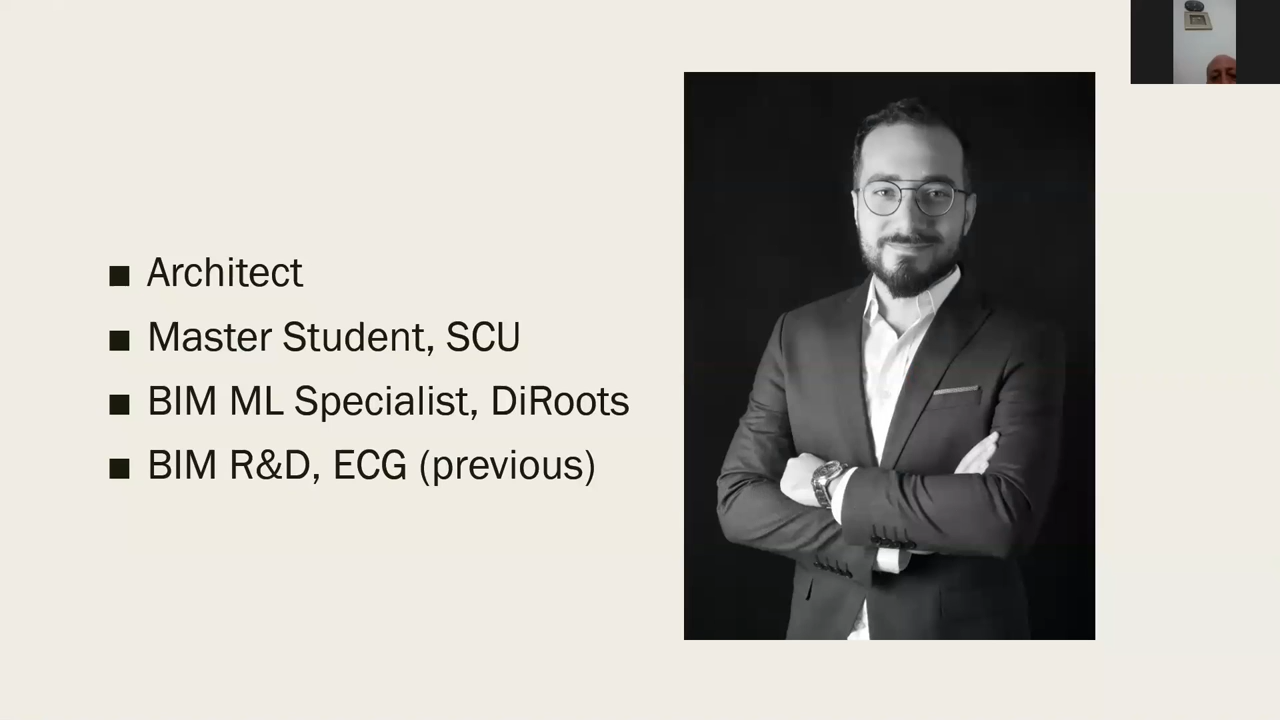 ■ Architect
■ Master Student, SCU
■ BIM ML Specialist, DiRoots
■ BIM R&D, ECG (previous)